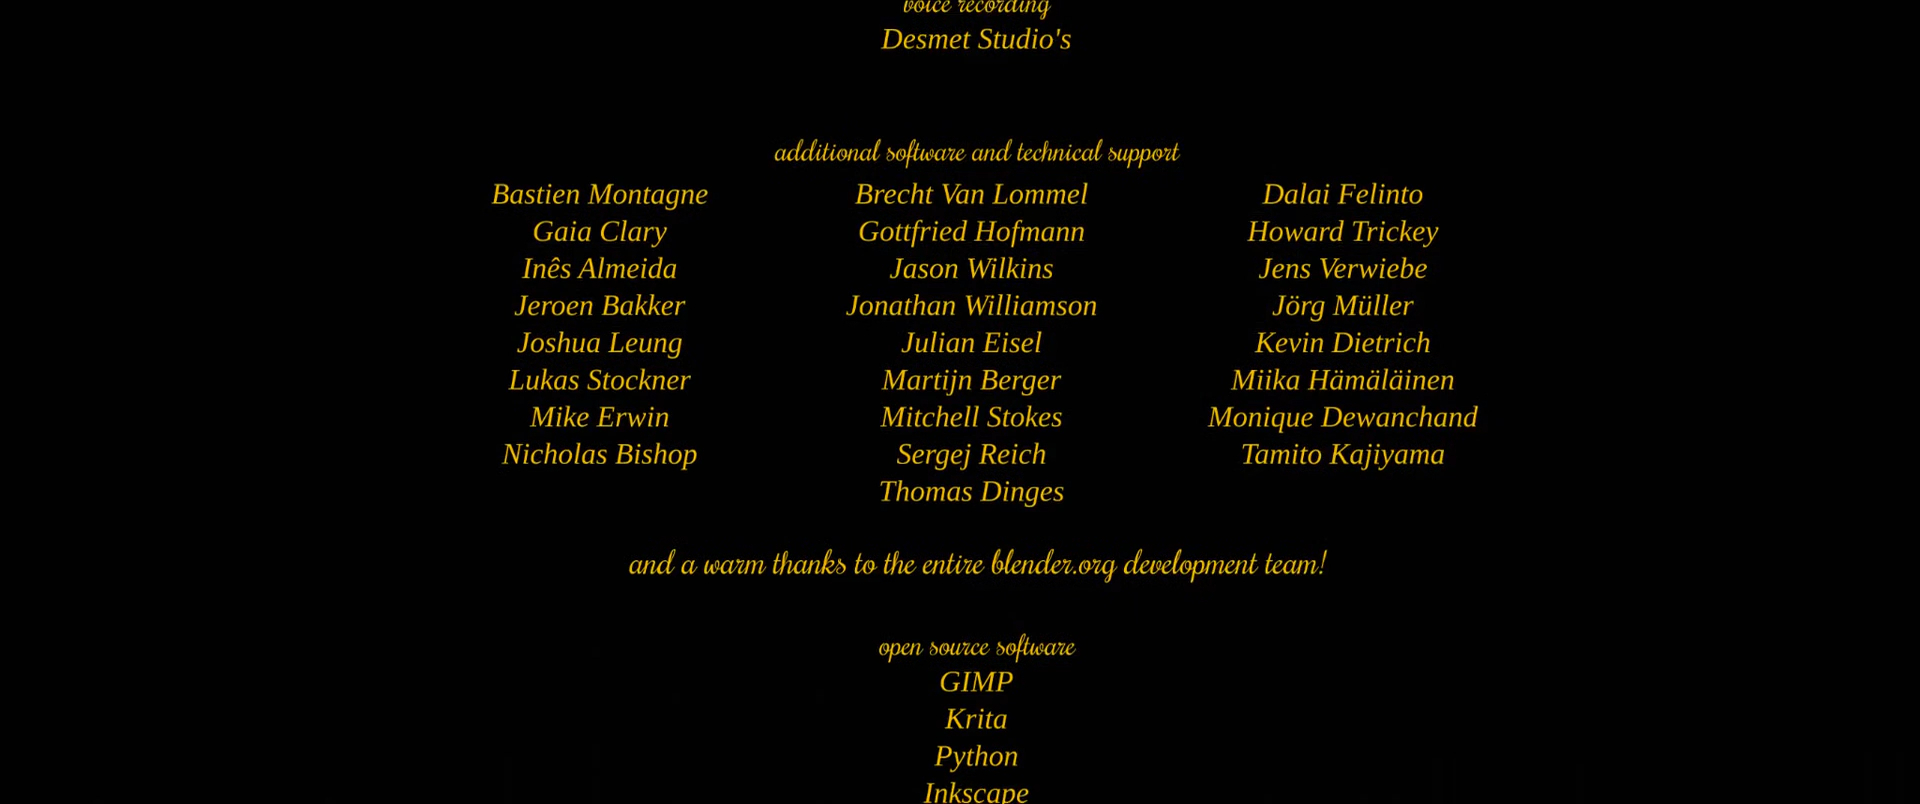 voice recording
Desmet Studio's
additional software and technical support
Bastien Montagne Brecht Van Lommel Dalai Felinto
Gaia Clary Gottfried Hofmann Howard Trickey
Inês Almeida Jason Wilkins Jens Verwiebe
Jeroen Bakker Jonathan Williamson Jörg Müller
Joshua Leung Julian Eisel Kevin Dietrich
Lukas Stockner Martijn Berger Miika Hämäläinen
Mike Erwin Mitchell Stokes Monique Dewanchand
Nicholas Bishop Sergej Reich Tamito Kajiyama
Thomas Dinges
and a warm thanks to the entire blender.org development team!
open source software
GIMP
Krita
Python
Inkscape